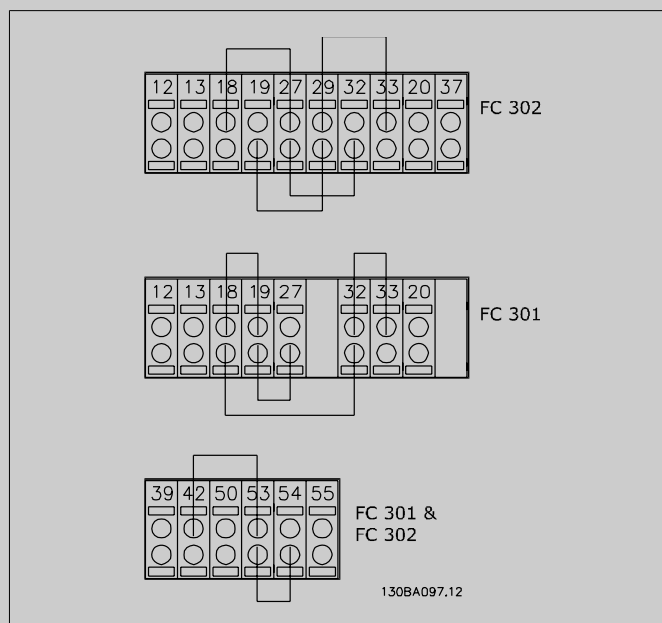 12 13 18 19 27 29 32 33 20 37
FC 302
12 13 18 19 27 32 33 20
FC 301
39 42 50 53 54 55
FC 301 &
FC 302
130BA097.12